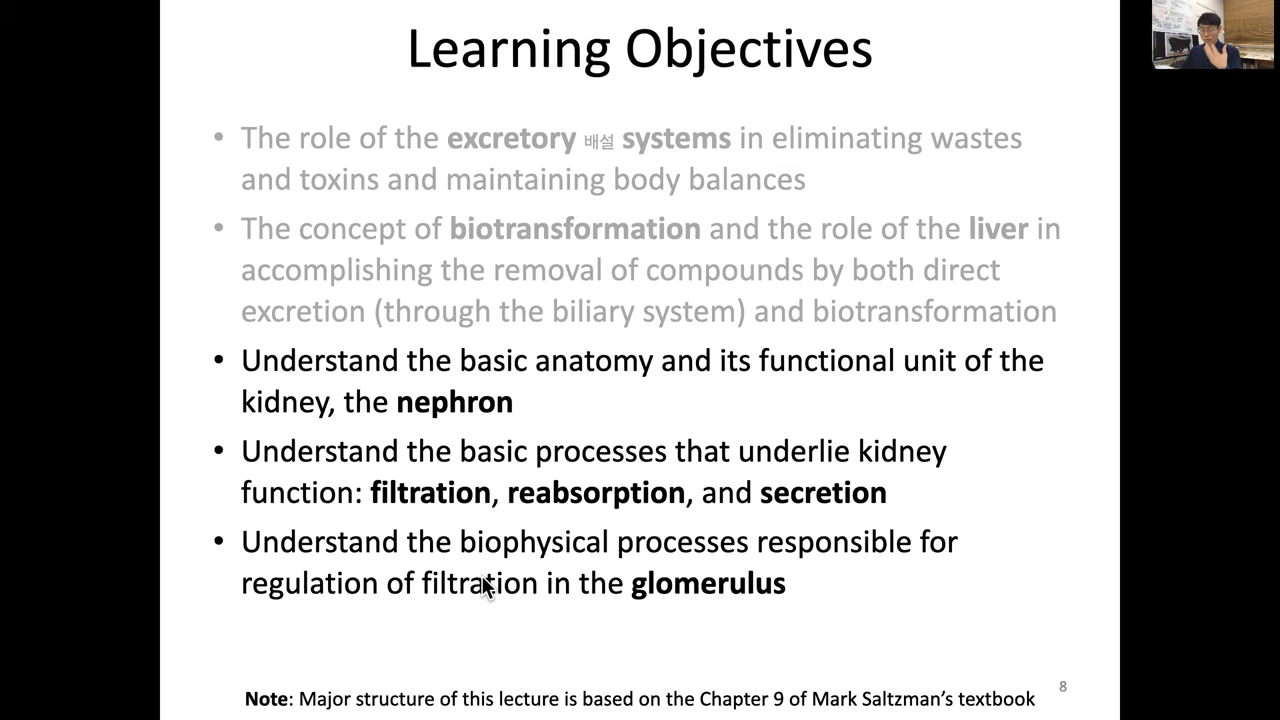 Learning Objectives
• The role of the excretory 배설 systems in eliminating wastes
and toxins and maintaining body balances
• The concept of biotransformation and the role of the liver in
accomplishing the removal of compounds by both direct
excretion (through the biliary system) and biotransformation
• Understand the basic anatomy and its functional unit of the
kidney, the nephron
• Understand the basic processes that underlie kidney
function: filtration, reabsorption, and secretion
• Understand the biophysical processes responsible for
regulation of filtration in the glomerulus
8
Note: Major structure of this lecture is based on the Chapter 9 of Mark Saltzman's textbook